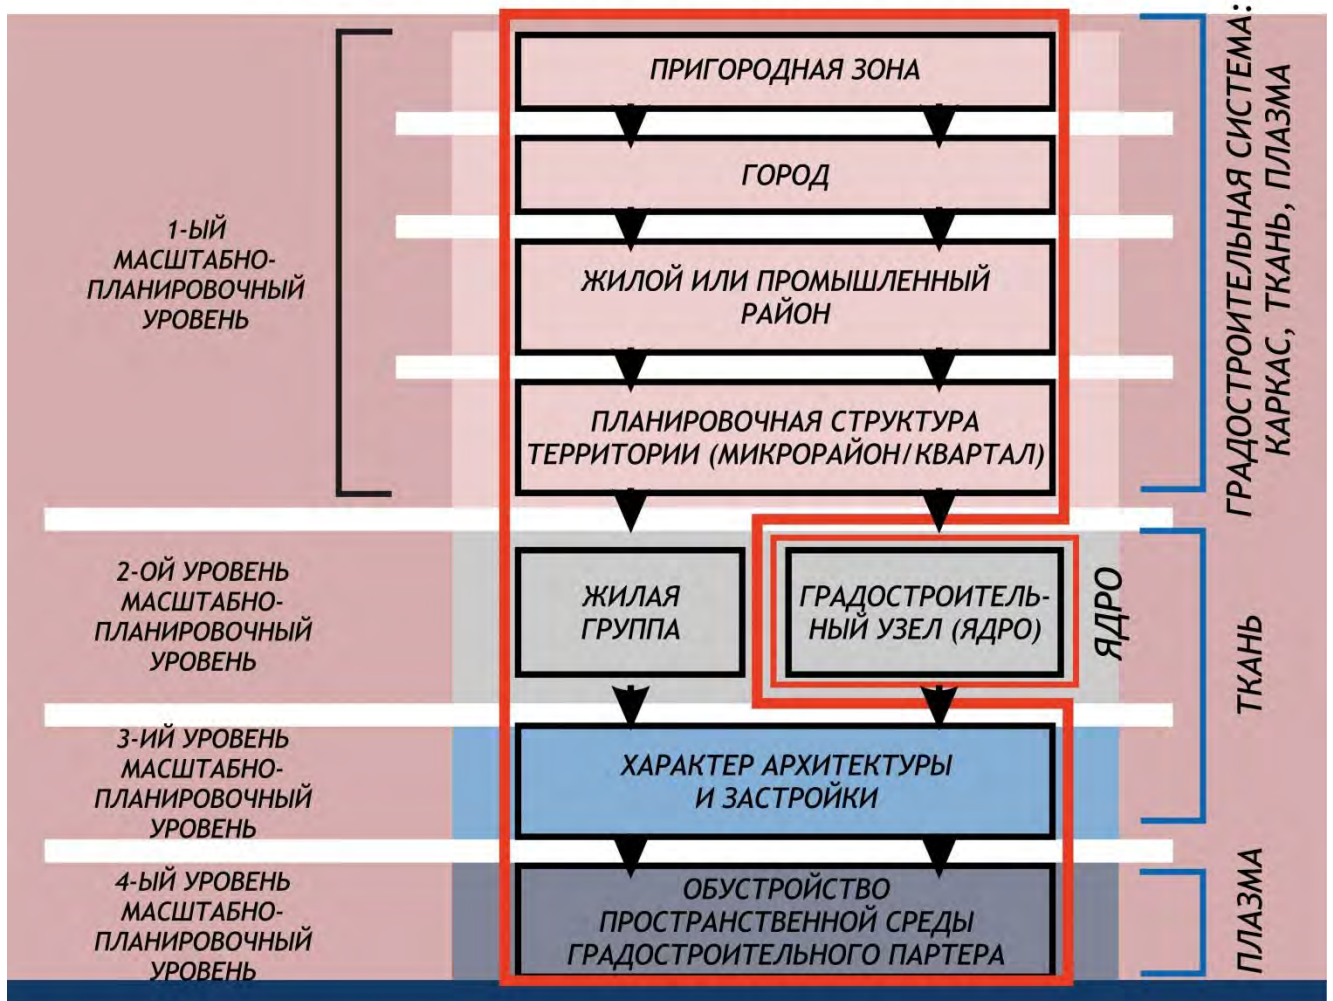 ПРИГОРОДНАЯ ЗОНА
ГОРОД
1-ЫЙ
МАСШТАБНО-
ПЛАНИРОВОЧНЫЙ
УРОВЕНЬ
ЖИЛОЙ ИЛИ ПРОМЫШЛЕННЫЙ
РАЙОН
ПЛАНИРОВОЧНАЯ СТРУКТУРА
ТЕРРИТОРИИ (МИКРОРАЙОН/КВАРТАЛ)
ГРАДОСТРОИТЕЛЬНАЯ СИСТЕМА::
КАРКАС, ТКАНЬ, ПЛАЗМА
2-ОЙ УРОВЕНЬ
МАСШТАБНО-
ПЛАНИРОВОЧНЫЙ
УРОВЕНЬ
ЖИЛАЯ
ГРУППА
ГРАДОСТРОИТЕЛЬ-
НЫЙ УЗЕЛ (ЯДРО)
ЯДРО
ТКАНЬ
3-ИЙ УРОВЕНЬ
МАСШТАБНО-
ПЛАНИРОВОЧНЫЙ
УРОВЕНЬ
ХАРАКТЕР АРХИТЕКТУРЫ
И ЗАСТРОЙКИ
4-ЫЙ УРОВЕНЬ
МАСШТАБНО-
ПЛАНИРОВОЧНЫЙ
УРОВЕНЬ
ОБУСТРОЙСТВО
ПРОСТРАНСТВЕННОЙ СРЕДЫ
ГРАДОСТРОИТЕЛЬНОГО ПАРТЕРА
ПЛАЗМА